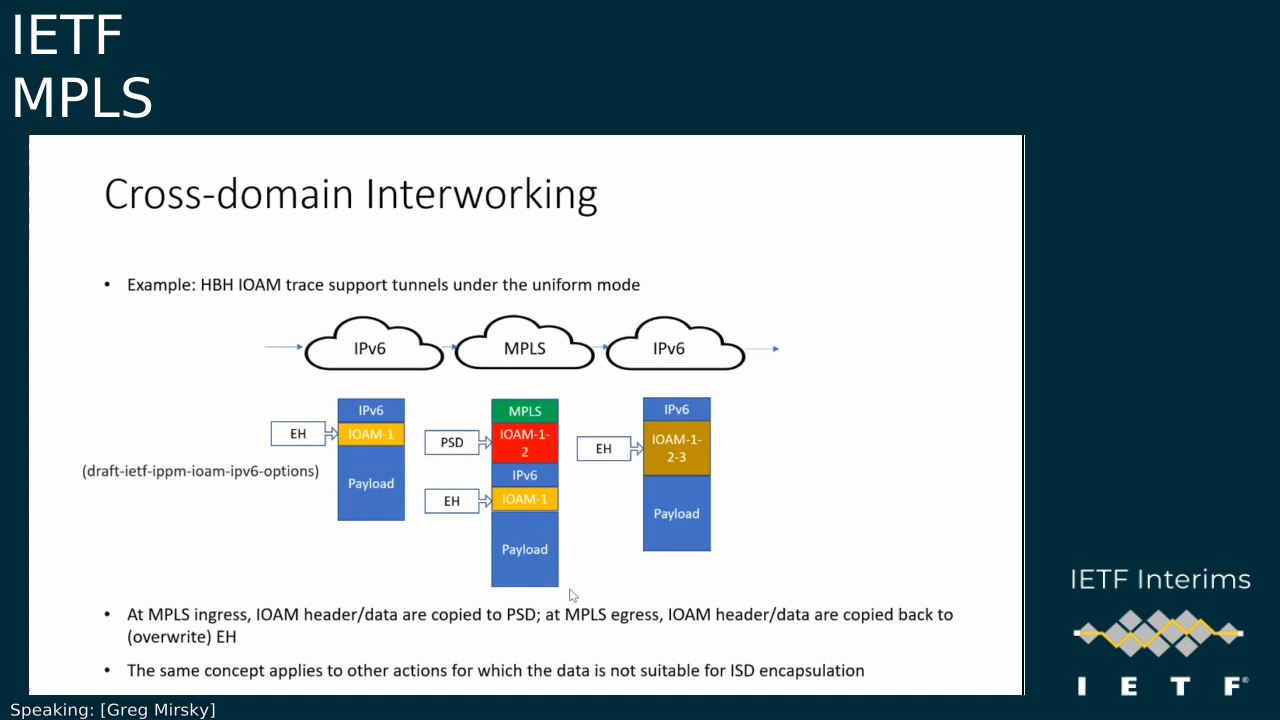 IETF
MPLS
Cross-domain Interworking
• Example: HBH IOAM trace support tunnels under the uniform mode
IPv6
MPLS
IPv6
EH
IPv6
IOAM-1
Payload
(draft-ietf-ippm-ioam-ipv6-options)
PSD
EH
MPLS
IOAM-1-
2
IPv6
IOAM-1
Payload
EH
IPv6
IOAM-1-
2-3
Payload
• At MPLS ingress, IOAM header/data are copied to PSD; at MPLS egress, IOAM header/data are copied back to
(overwrite) EH
• The same concept applies to other actions for which the data is not suitable for ISD encapsulation
IETF Interims
I E T F®
Speaking: [Greg Mirsky]